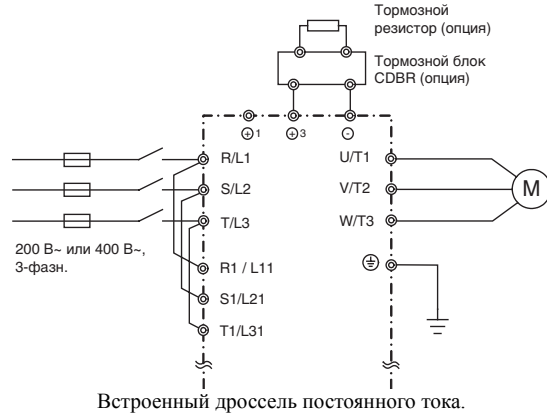 Тормозной
резистор (опция)
Тормозной блок
CDBR (опция)
⊕1 ⊕3 ⊖
R/L1 U/T1
S/L2 V/T2
T/L3 W/T3
M
200 В~ или 400 В~,
3-фазн.
R1 / L11
S1/L21
T1/L31
Встроенный дроссель постоянного тока.